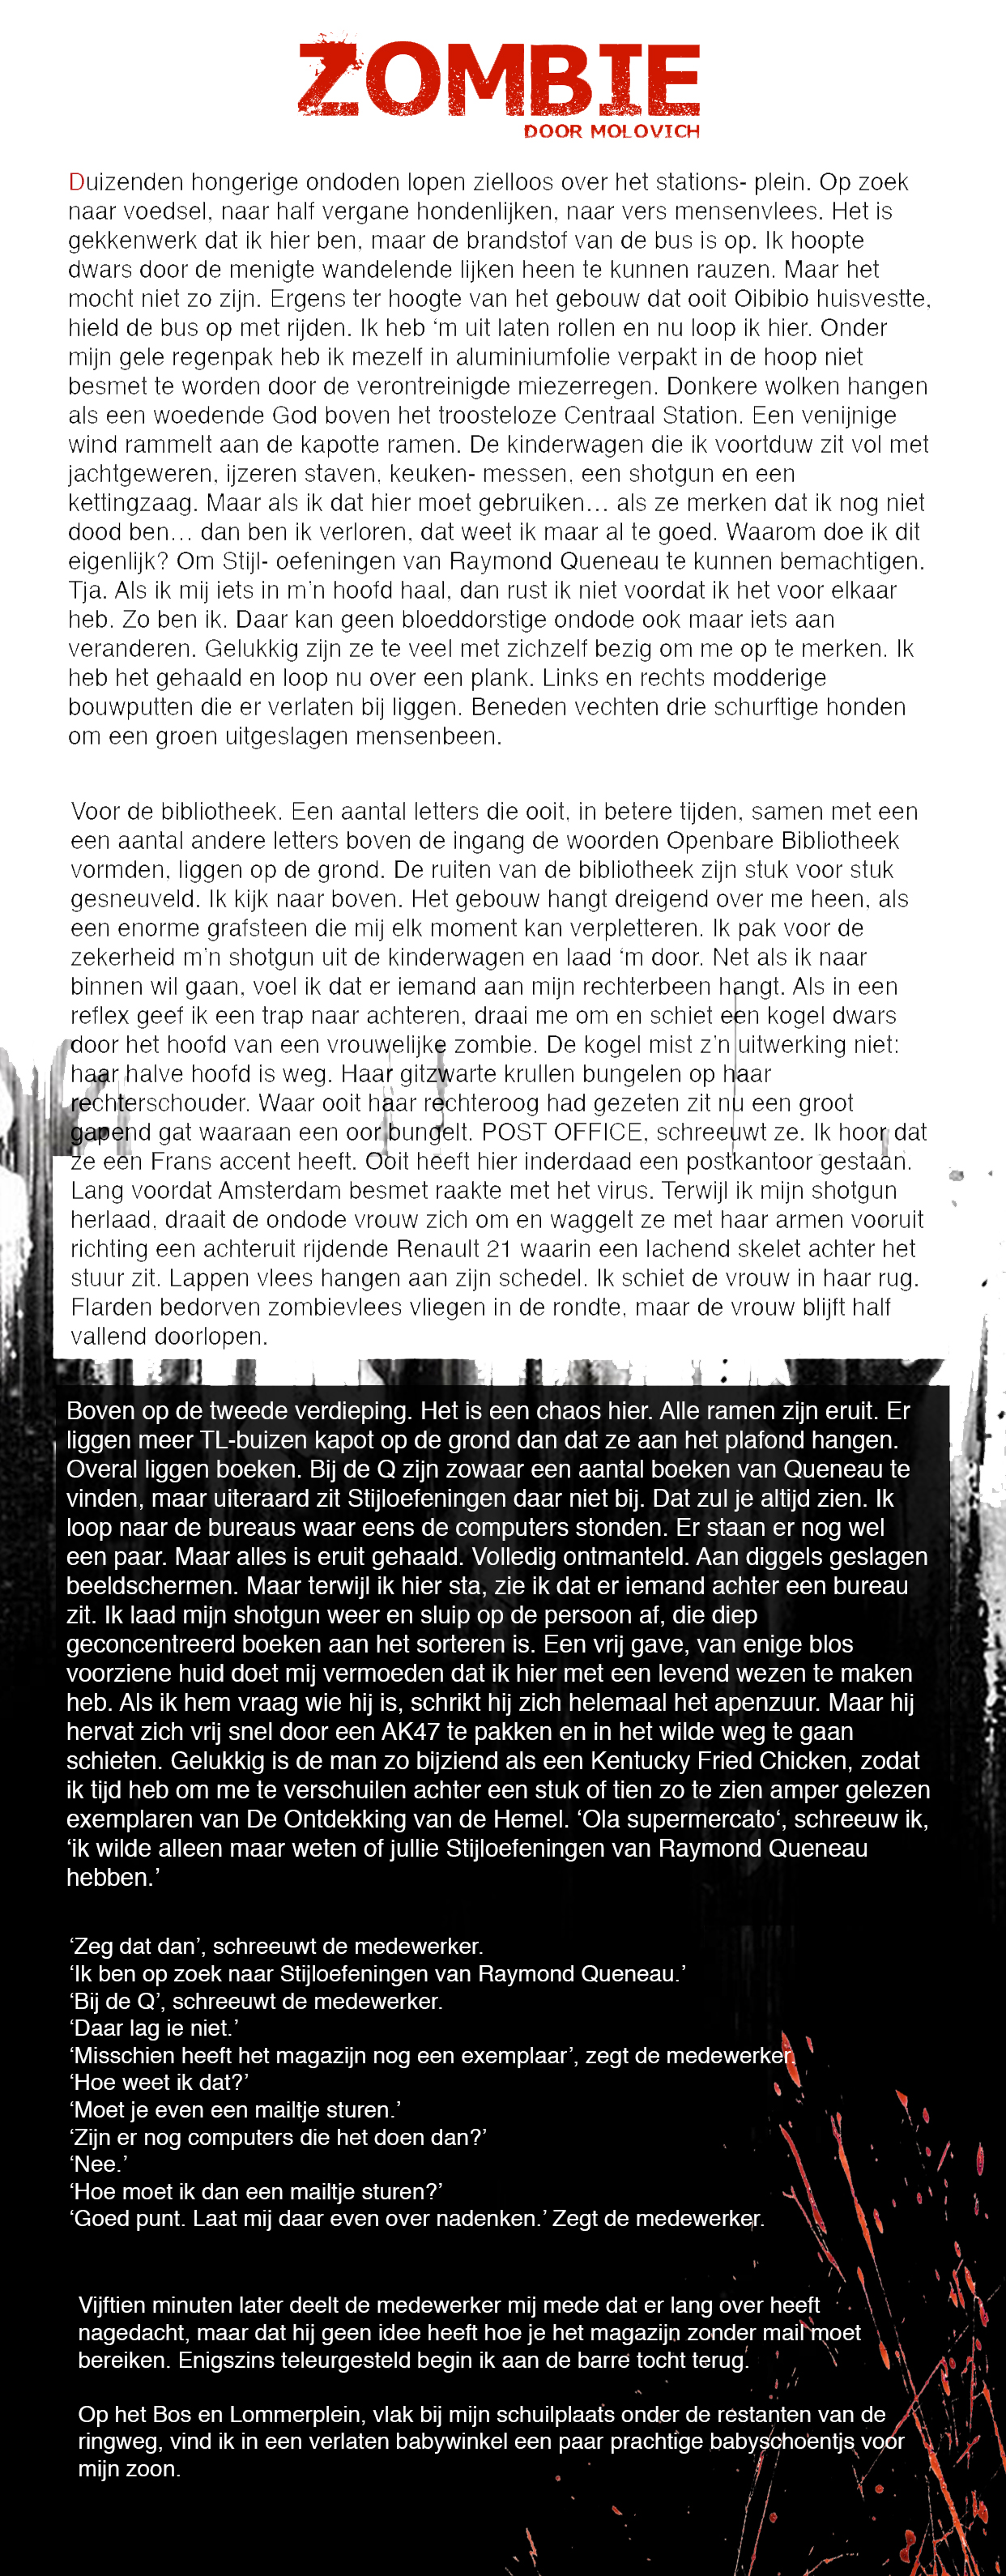 ZOMBIE
DOOR MOLOVICH
Duizenden hongerige ondoden lopen zielloos over het stations- plein. Op zoek
naar voedsel, naar half vergane hondenlijken, naar vers mensenvlees. Het is
gekkenwerk dat ik hier ben, maar de brandstof van de bus is op. Ik hoopte
dwars door de menigte wandelende lijken heen te kunnen rauzen. Maar het
mocht niet zo zijn. Ergens ter hoogte van het gebouw dat ooit Oibibio huisvestte,
hield de bus op met rijden. Ik heb ‘m uit laten rollen en nu loop ik hier. Onder
mijn gele regenpak heb ik mezelf in aluminiumfolie verpakt in de hoop niet
besmet te worden door de verontreinigde miezerregen. Donkere wolken hangen
als een woedende God boven het troosteloze Centraal Station. Een venijnige
wind rammelt aan de kapotte ramen. De kinderwagen die ik voortduw zit vol met
jachtgeweren, ijzeren staven, keuken- messen, een shotgun en een
kettingzaag. Maar als ik dat hier moet gebruiken… als ze merken dat ik nog niet
dood ben… dan ben ik verloren, dat weet ik maar al te goed. Waarom doe ik dit
eigenlijk? Om Stijl- oefeningen van Raymond Queneau te kunnen bemachtigen.
Tja. Als ik mij iets in m’n hoofd haal, dan rust ik niet voordat ik het voor elkaar
heb. Zo ben ik. Daar kan geen bloeddorstige ondode ook maar iets aan
veranderen. Gelukkig zijn ze te veel met zichzelf bezig om me op te merken. Ik
heb het gehaald en loop nu over een plank. Links en rechts modderige
bouwputten die er verlaten bij liggen. Beneden vechten drie schurftige honden
om een groen uitgeslagen mensenbeen.
Voor de bibliotheek. Een aantal letters die ooit, in betere tijden, samen met een
een aantal andere letters boven de ingang de woorden Openbare Bibliotheek
vormden, liggen op de grond. De ruiten van de bibliotheek zijn stuk voor stuk
gesneuveld. Ik kijk naar boven. Het gebouw hangt dreigend over me heen, als
een enorme grafsteen die mij elk moment kan verpletteren. Ik pak voor de
zekerheid m’n shotgun uit de kinderwagen en laad ‘m door. Net als ik naar
binnen wil gaan, voel ik dat er iemand aan mijn rechterbeen hangt. Als in een
reflex geef ik een trap naar achteren, draai me om en schiet een kogel dwars
door het hoofd van een vrouwelijke zombie. De kogel mist z’n uitwerking niet:
haar halve hoofd is weg. Haar gitzwarte krullen bungelen op haar
rechterschouder. Waar ooit haar rechteroog had gezeten zit nu een groot
gapend gat waaraan een oor bungelt. POST OFFICE, schreeuwt ze. Ik hoor dat
ze een Frans accent heeft. Ooit heeft hier inderdaad een postkantoor gestaan.
Lang voordat Amsterdam besmet raakte met het virus. Terwijl ik mijn shotgun
herlaad, draait de ondode vrouw zich om en waggelt ze met haar armen vooruit
richting een achteruit rijdende Renault 21 waarin een lachend skelet achter het
stuur zit. Lappen vlees hangen aan zijn schedel. Ik schiet de vrouw in haar rug.
Flarden bedorven zombievlees vliegen in de rondte, maar de vrouw blijft half
vallend doorlopen.
Boven op de tweede verdieping. Het is een chaos hier. Alle ramen zijn eruit. Er
liggen meer TL-buizen kapot op de grond dan dat ze aan het plafond hangen.
Overal liggen boeken. Bij de Q zijn zowaar een aantal boeken van Queneau te
vinden, maar uiteraard zit Stijloefeningen daar niet bij. Dat zul je altijd zien. Ik
loop naar de bureaus waar eens de computers stonden. Er staan er nog wel
een paar. Maar alles is eruit gehaald. Volledig ontmanteld. Aan diggels geslagen
beeldschermen. Maar terwijl ik hier sta, zie ik dat er iemand achter een bureau
zit. Ik laad mijn shotgun weer en sluip op de persoon af, die diep
geconcentreerd boeken aan het sorteren is. Een vrij gave, van enige blos
voorziene huid doet mij vermoeden dat ik hier met een levend wezen te maken
heb. Als ik hem vraag wie hij is, schrikt hij zich helemaal het apenzuur. Maar hij
hervat zich vrij snel door een AK47 te pakken en in het wilde weg te gaan
schieten. Gelukkig is de man zo bijziend als een Kentucky Fried Chicken, zodat
ik tijd heb om me te verschuilen achter een stuk of tien zo te zien amper gelezen
exemplaren van De Ontdekking van de Hemel. ‘Ola supermercato‘, schreeuw ik,
‘ik wilde alleen maar weten of jullie Stijloefeningen van Raymond Queneau
hebben.’
‘Zeg dat dan’, schreeuwt de medewerker.
‘Ik ben op zoek naar Stijloefeningen van Raymond Queneau.’
‘Bij de Q’, schreeuwt de medewerker.
‘Daar lag ie niet.’
‘Misschien heeft het magazijn nog een exemplaar’, zegt de medewerker.
‘Hoe weet ik dat?’
‘Moet je even een mailtje sturen.’
‘Zijn er nog computers die het doen dan?’
‘Nee.’
‘Hoe moet ik dan een mailtje sturen?’
‘Goed punt. Laat mij daar even over nadenken.’ Zegt de medewerker.
Vijftien minuten later deelt de medewerker mij mede dat er lang over heeft
nagedacht, maar dat hij geen idee heeft hoe je het magazijn zonder mail moet
bereiken. Enigszins teleurgesteld begin ik aan de barre tocht terug.
Op het Bos en Lommerplein, vlak bij mijn schuilplaats onder de restanten van de
ringweg, vind ik in een verlaten babywinkel een paar prachtige babyschoentjs voor
mijn zoon.